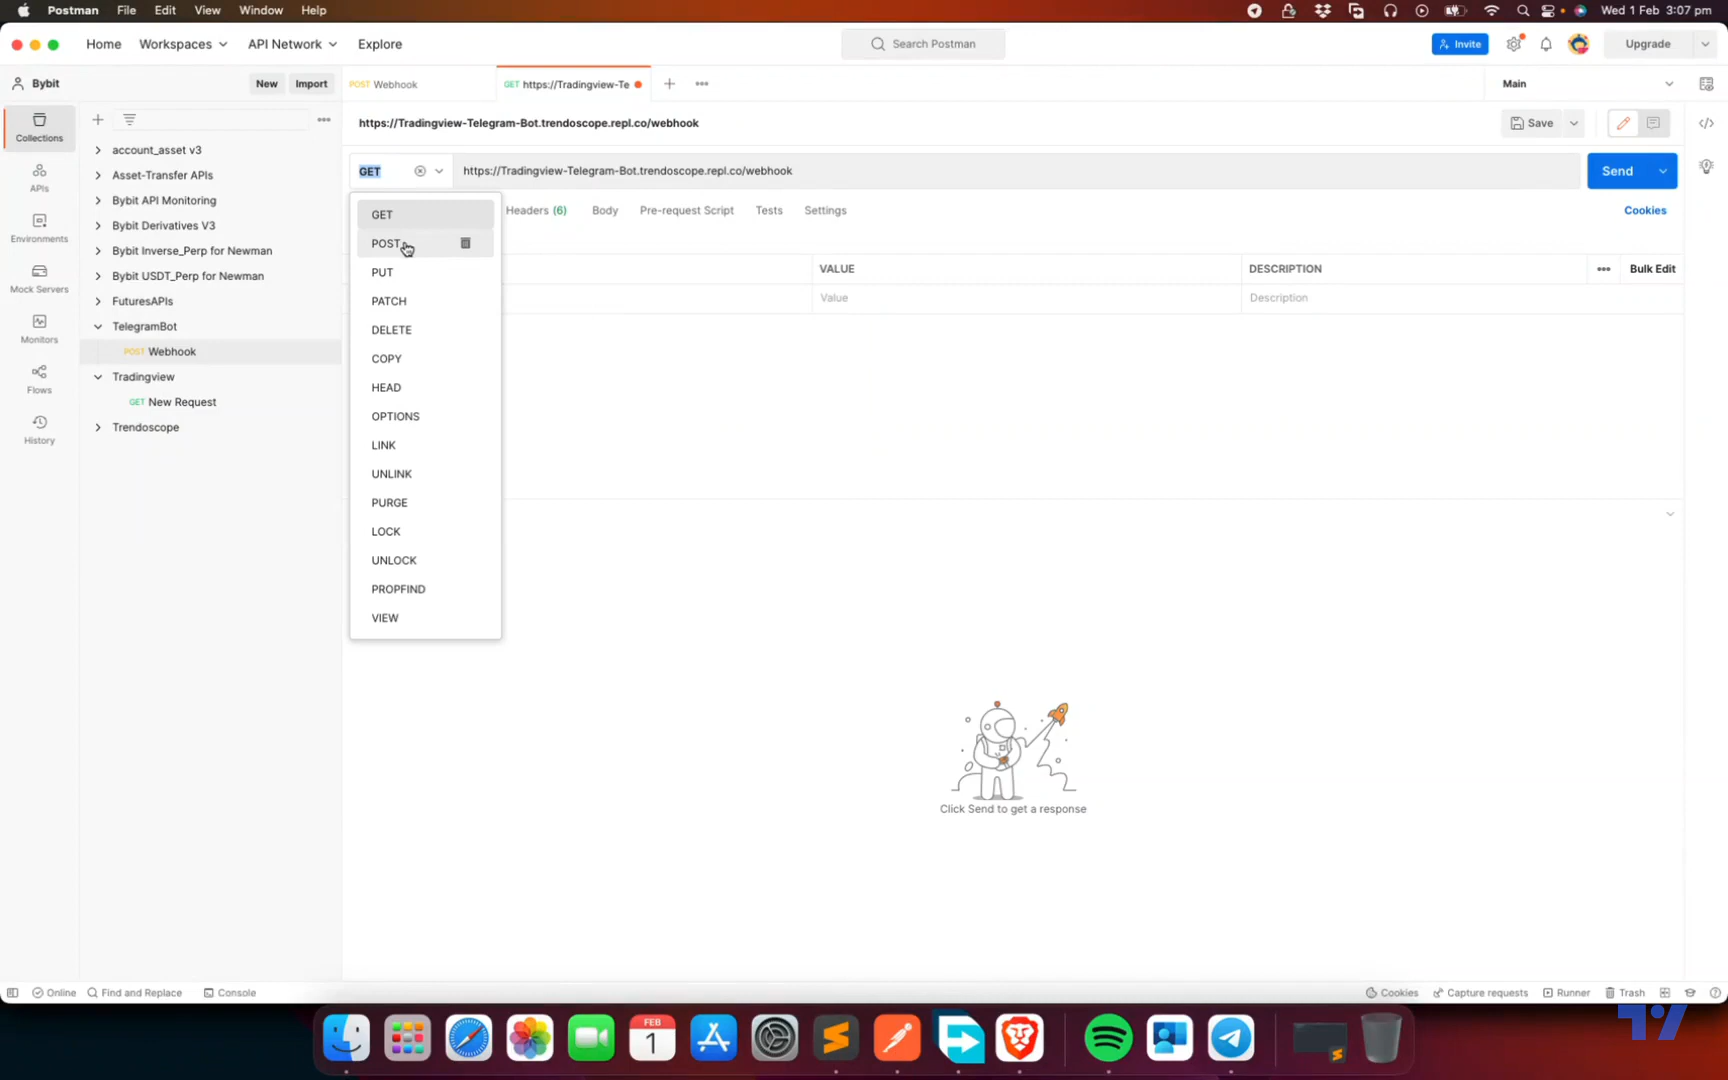 Postman File Edit View Window Help Wed 1 Feb 3:07 pm
Home Workspaces API Network Explore Search Postman Invite Upgrade
Bybit New Import POST Webhook GET https://Tradingview-Te Main
Collections
APIs
Environments
Mock Servers
Monitors
Flows
History
account_asset v3
Asset-Transfer APIs
Bybit API Monitoring
Bybit Derivatives V3
Bybit Inverse_Perp for Newman
Bybit USDT_Perp for Newman
FuturesAPIs
TelegramBot
POST Webhook
Tradingview
GET New Request
Trendoscope
https://Tradingview-Telegram-Bot.trendoscope.repl.co/webhook Save
GET https://Tradingview-Telegram-Bot.trendoscope.repl.co/webhook Send
Headers (6) Body Pre-request Script Tests Settings Cookies
GET
POST
PUT
PATCH
DELETE
COPY
HEAD
OPTIONS
LINK
UNLINK
PURGE
LOCK
UNLOCK
PROPFIND
VIEW
VALUE DESCRIPTION Bulk Edit
Value Description
Click Send to get a response
Online Find and Replace Console Cookies Capture requests Runner Trash
FEB
1